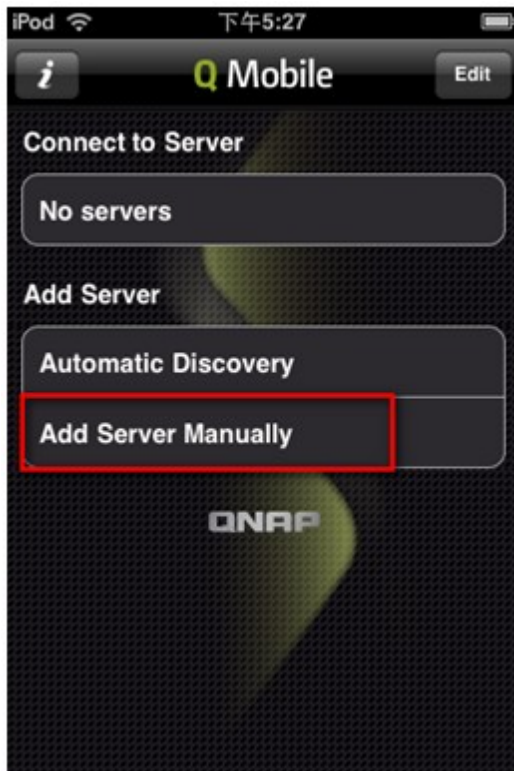 iPod 下午5:27
i Q Mobile Edit
Connect to Server
No servers
Add Server
Automatic Discovery
Add Server Manually
QNAP